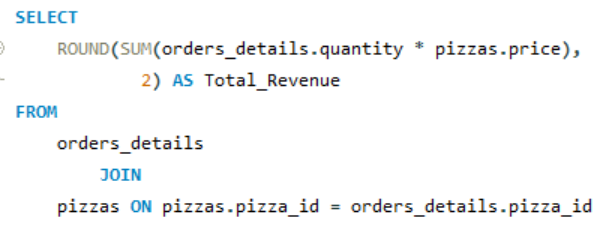 SELECT
ROUND(SUM(orders_details.quantity * pizzas.price),
2) AS Total_Revenue
FROM
orders_details
JOIN
pizzas ON pizzas.pizza_id = orders_details.pizza_id